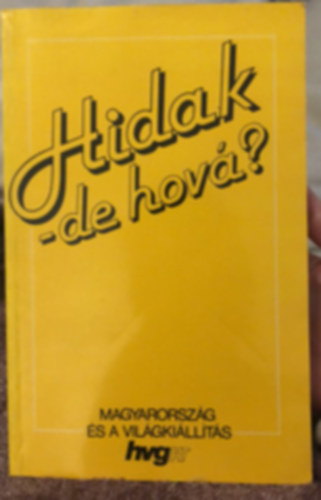 Hidak
-de hová?
MAGYARORSZÁG
ÉS A VILÁGKIÁLLÍTÁS
hvg